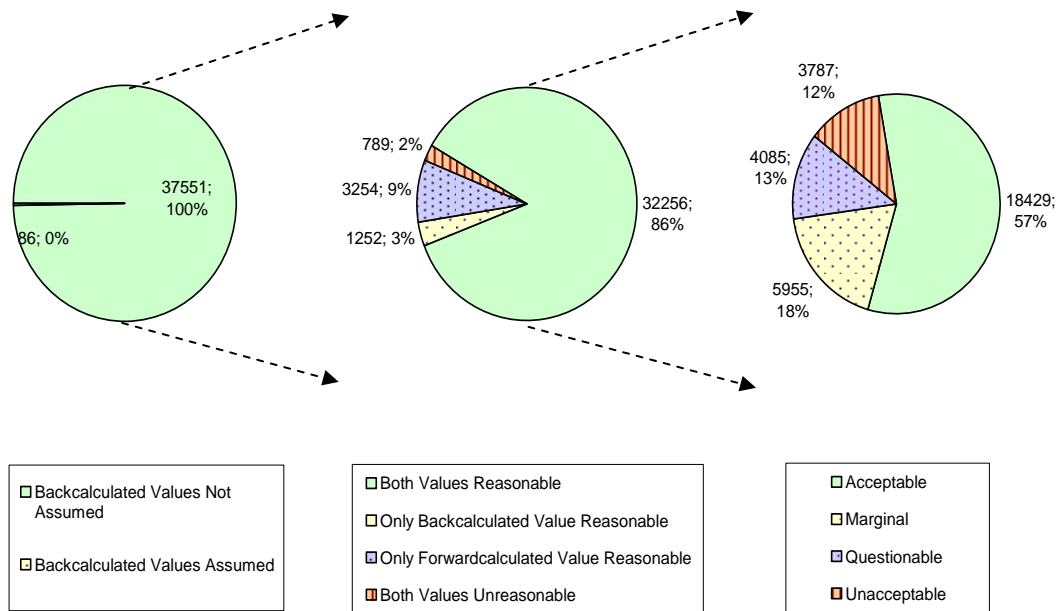 37551;
100%
86; 0%
789; 2%
3254; 9%
1252; 3%
32256;
86%
3787;
12%
4085;
13%
5955;
18%
18429;
57%
Backcalculated Values Not
Assumed
Backcalculated Values Assumed
Both Values Reasonable
Only Backcalculated Value Reasonable
Only Forwardcalculated Value Reasonable
Both Values Unreasonable
Acceptable
Marginal
Questionable
Unacceptable